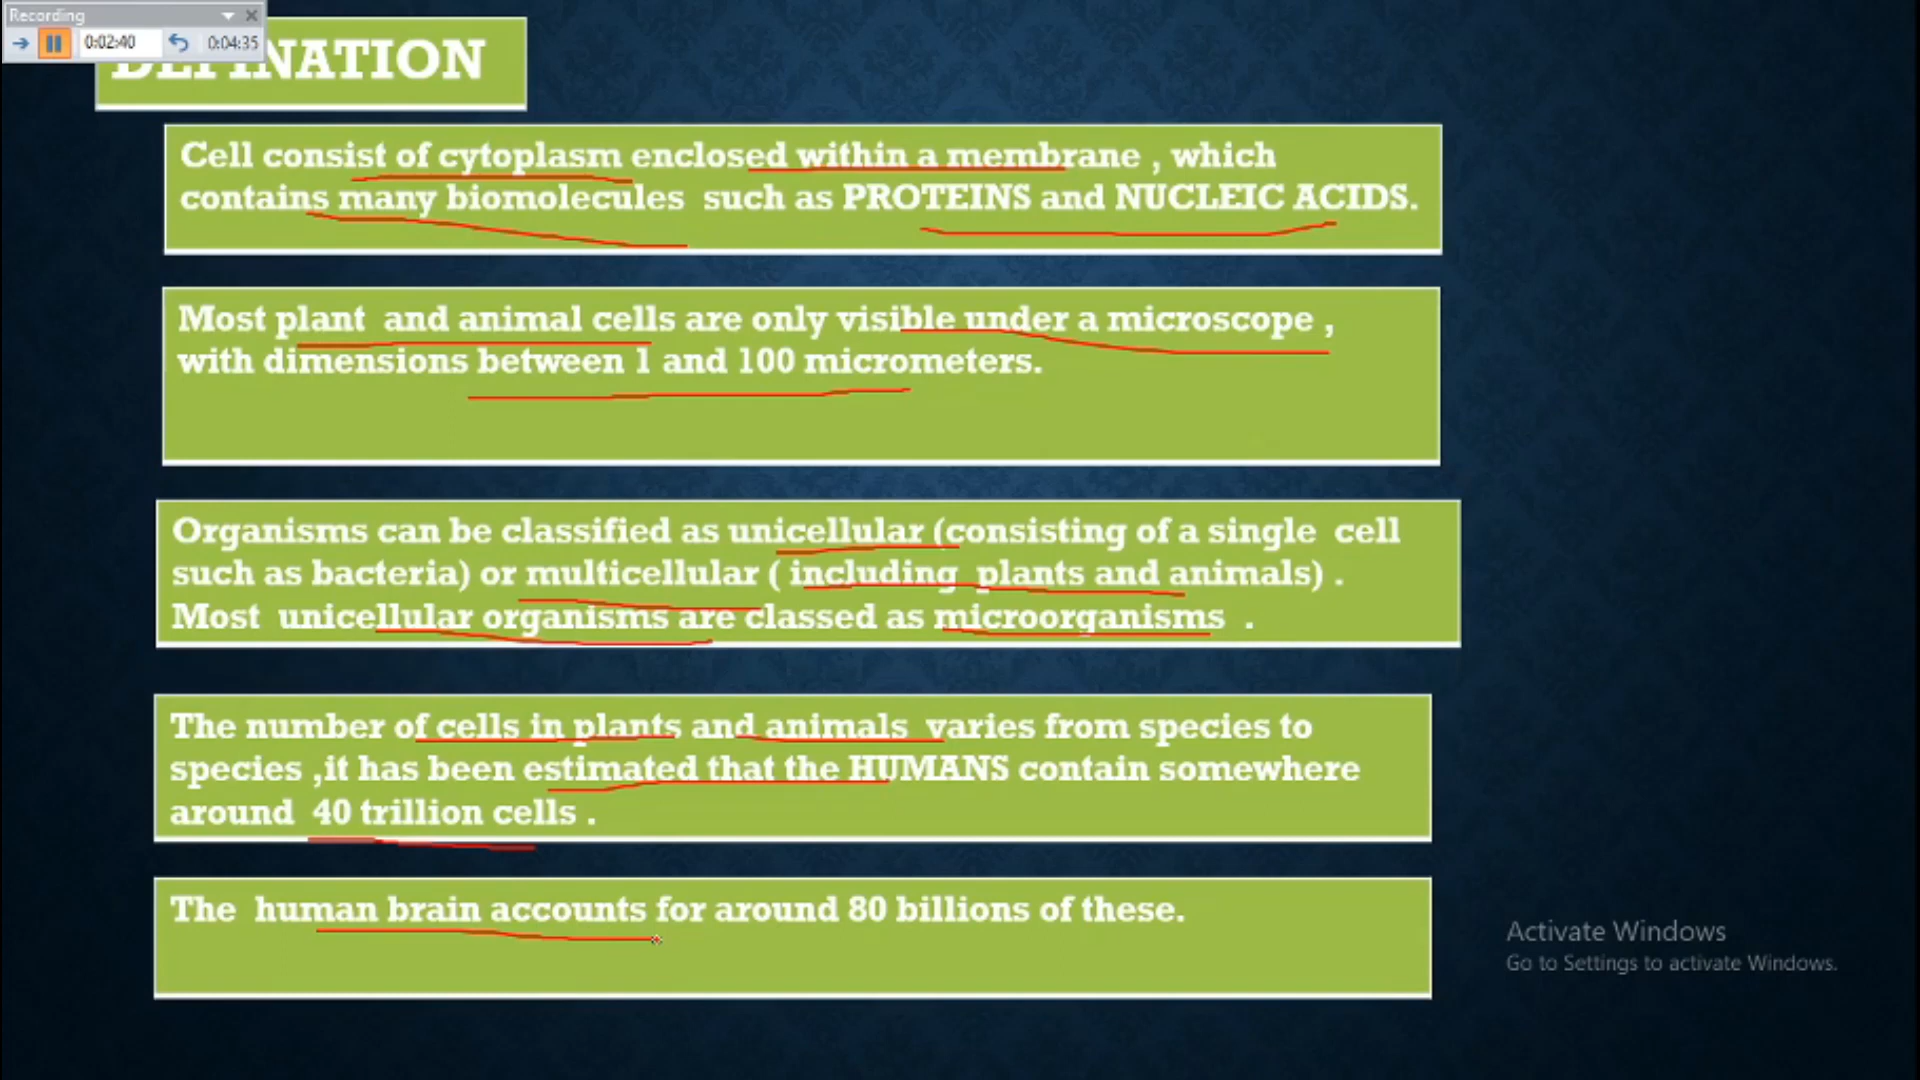 Recording
0:02:40 0:04:35
DEFINATION
Cell consist of cytoplasm enclosed within a membrane , which
contains many biomolecules such as PROTEINS and NUCLEIC ACIDS.
Most plant and animal cells are only visible under a microscope ,
with dimensions between 1 and 100 micrometers.
Organisms can be classified as unicellular (consisting of a single cell
such as bacteria) or multicellular ( including plants and animals) .
Most unicellular organisms are classed as microorganisms .
The number of cells in plants and animals varies from species to
species ,it has been estimated that the HUMANS contain somewhere
around 40 trillion cells .
The human brain accounts for around 80 billions of these.
Activate Windows
Go to Settings to activate Windows.